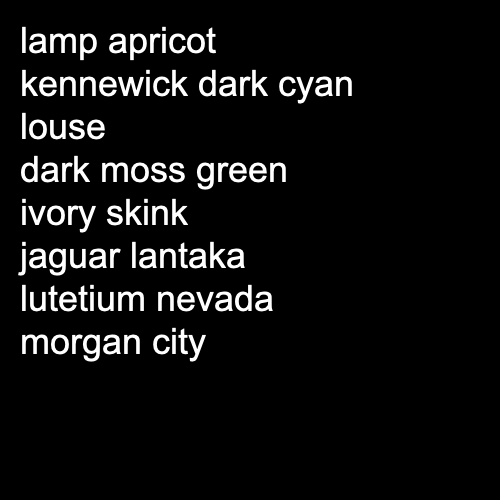 lamp apricot
kennewick dark cyan
louse
dark moss green
ivory skink
jaguar lantaka
lutetium nevada
morgan city